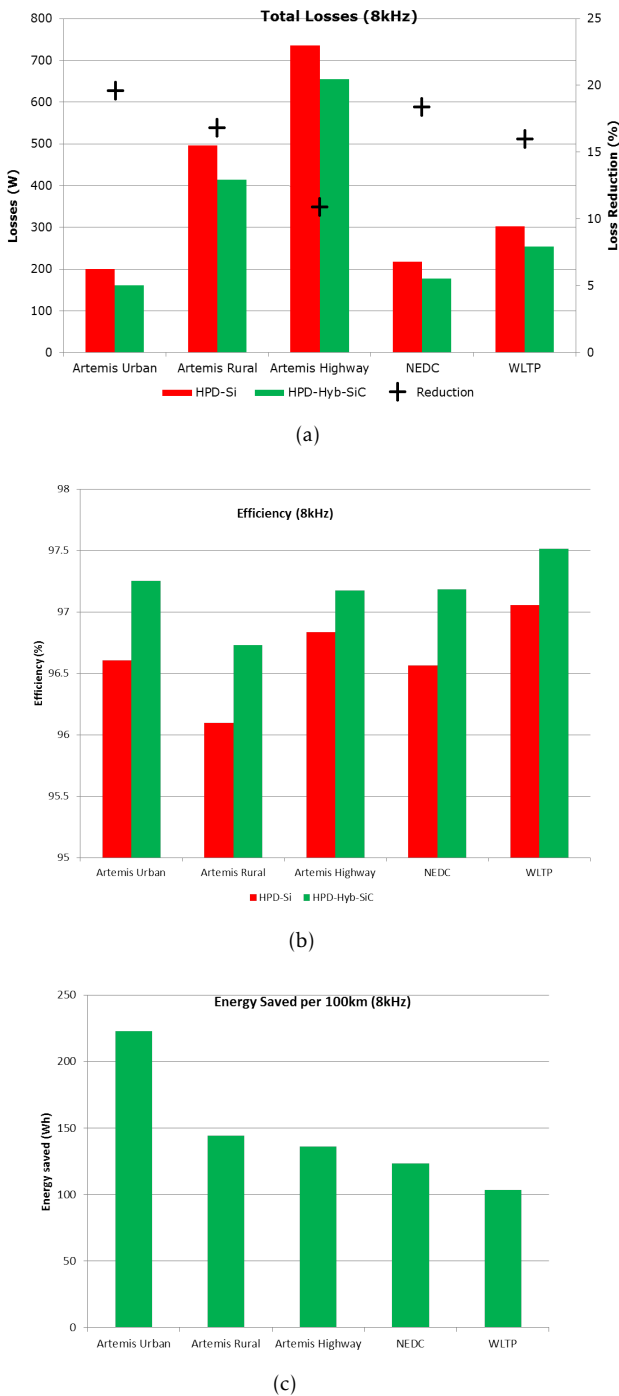 Total Losses (8kHz)
800
700
600
500
400
300
200
100
0
Losses (W)
25
20
15
10
5
0
Loss Reduction (%)
Artemis Urban Artemis Rural Artemis Highway NEDC WLTP
HPD-Si HPD-Hyb-SiC Reduction
(a)
Efficiency (8kHz)
98
97.5
97
96.5
96
95.5
95
Efficiency (%)
Artemis Urban Artemis Rural Artemis Highway NEDC WLTP
HPD-Si HPD-Hyb-SiC
(b)
Energy Saved per 100km (8kHz)
250
200
150
100
50
0
Energy saved (Wh)
Artemis Urban Artemis Rural Artemis Highway NEDC WLTP
(c)